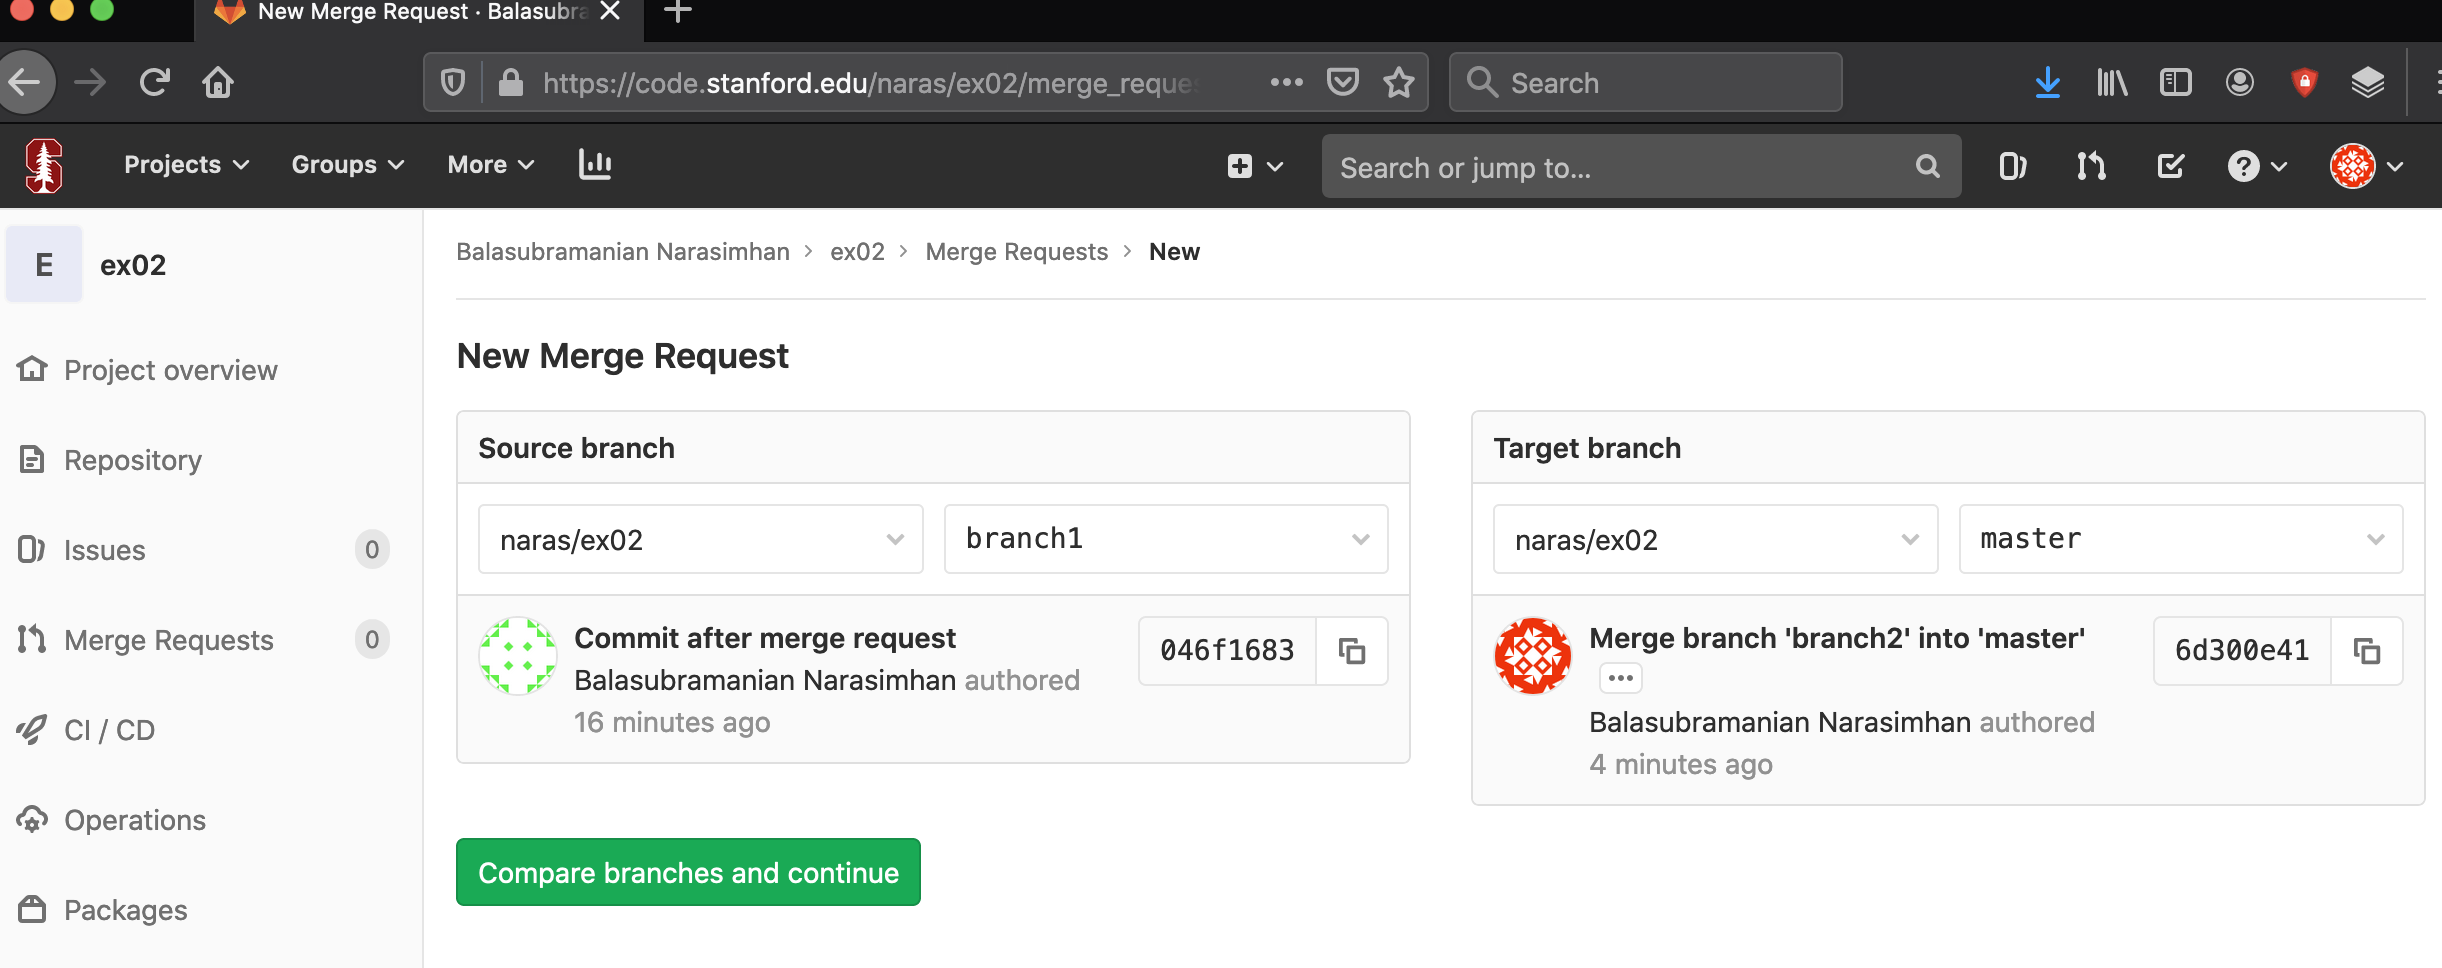 New Merge Request · Balasubra
https://code.stanford.edu/naras/ex02/merge_reques
Search
Projects
Groups
More
Search or jump to...
E
ex02
Balasubramanian Narasimhan > ex02 > Merge Requests > New
Project overview
New Merge Request
Source branch
Target branch
Repository
naras/ex02
branch1
naras/ex02
master
Issues
0
Commit after merge request
046f1683
Balasubramanian Narasimhan authored
16 minutes ago
Merge branch 'branch2' into 'master'
6d300e41
Balasubramanian Narasimhan authored
4 minutes ago
Merge Requests
0
CI / CD
Operations
Compare branches and continue
Packages